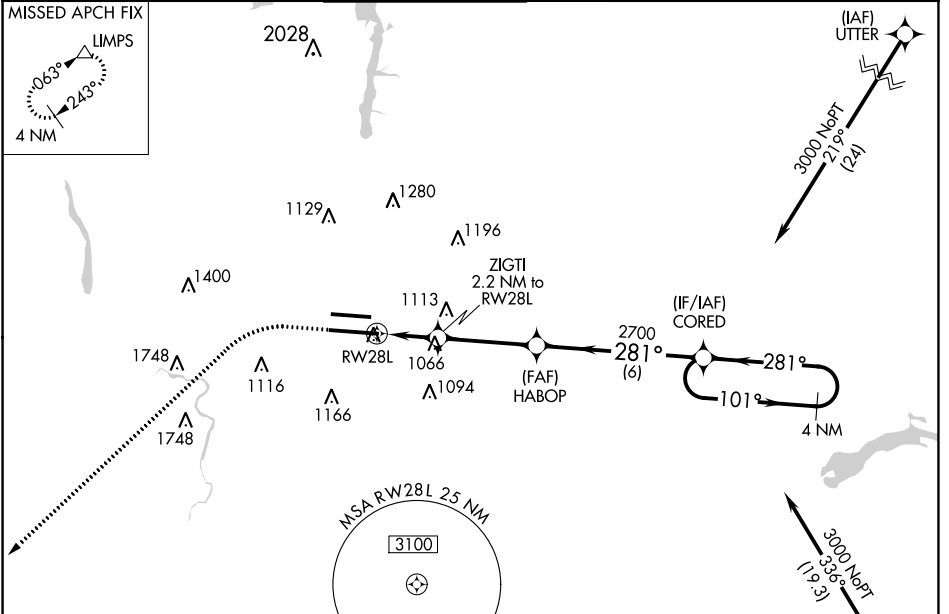 MISSED APCH FIX
LIMPS
063°
243°
4 NM
2028
(IAF)
UTTER
3000 NoPT
219°
(24)
1280
1129
1196
ZIGTI
2.2 NM to
RW28L
1400
1113
(IF/IAF)
CORED
2700
281°
(6)
RW28L
1066
1748
1116
(FAF)
HABOP
281°
101°
4 NM
1094
1166
1748
MSA RW28L 25 NM
3100
3000 NoPT
336°
(19.3)